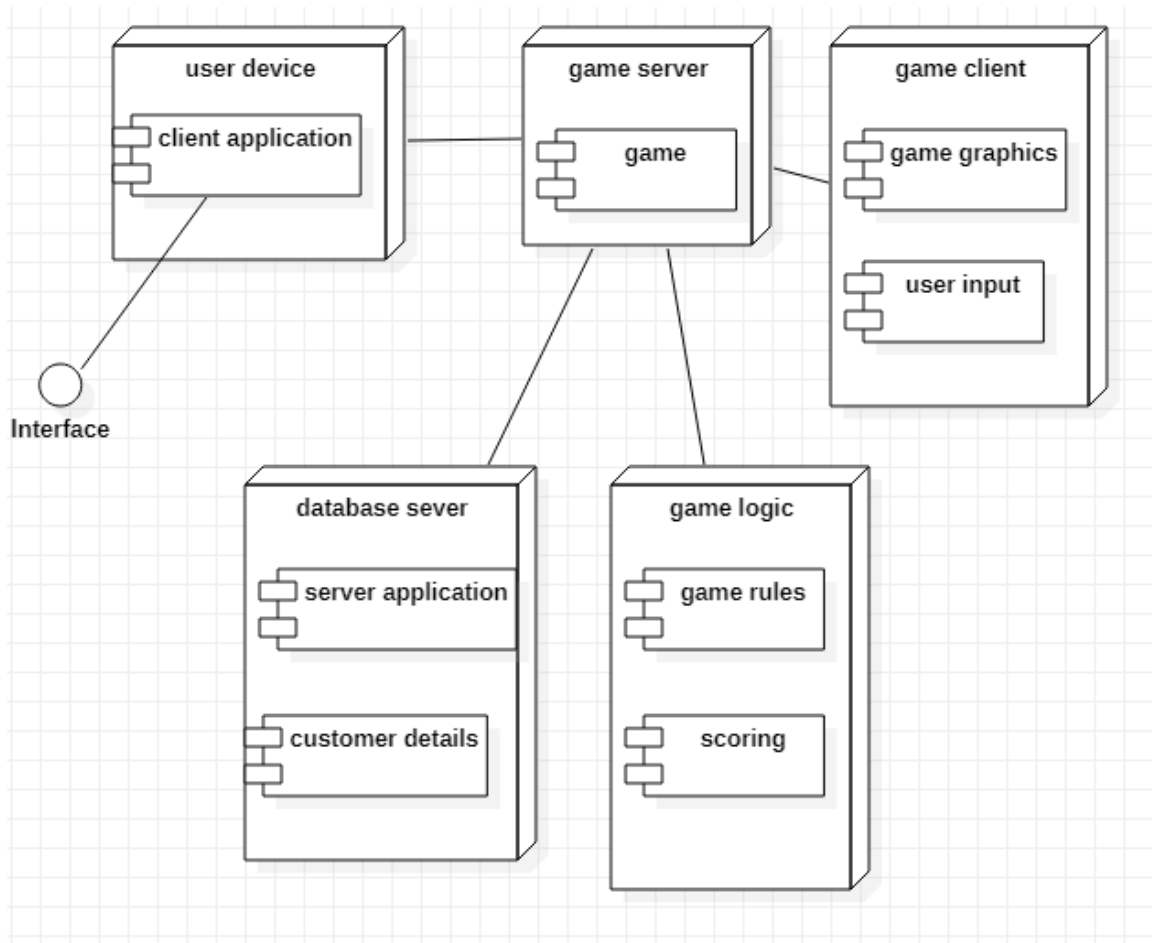 user device
client application
game server
game
game client
game graphics
user input
Interface
database sever
server application
customer details
game logic
game rules
scoring